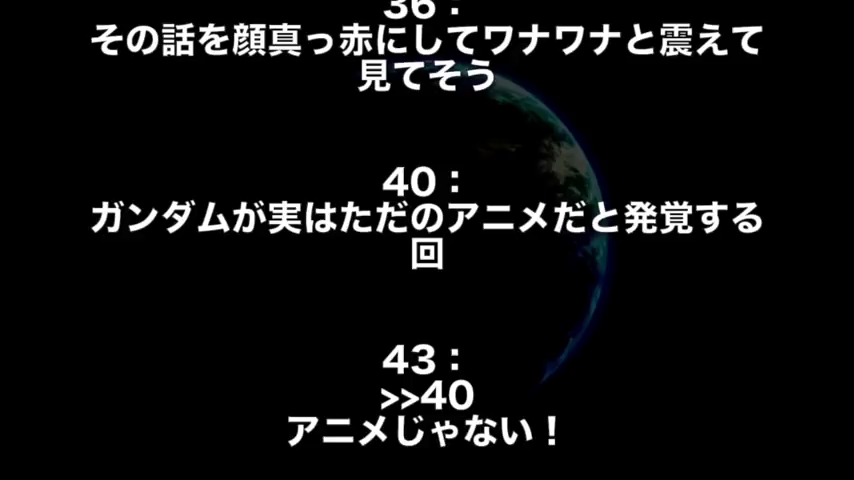 36：
その話を顔真っ赤にしてワナワナと震えて
見てそう
40：
ガンダムが実はただのアニメだと発覚する
回
43：
>>40
アニメじゃない！